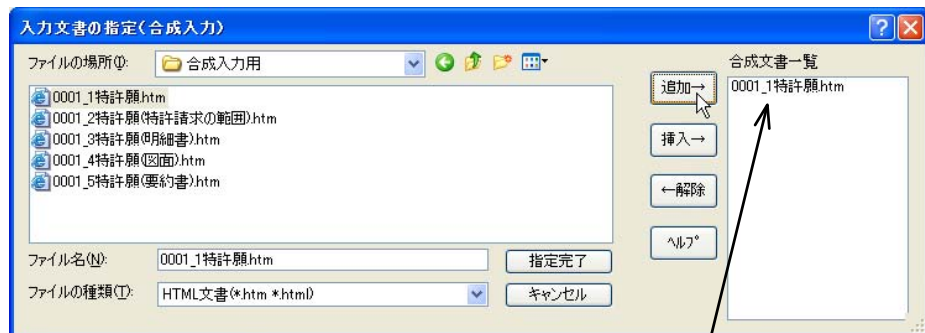 入力文書の指定(合成入力)
ファイルの場所(I):
合成入力用
合成文書一覧
0001_1特許願.htm
0001_2特許願(特許請求の範囲).htm
0001_3特許願(明細書).htm
0001_4特許願(図面).htm
0001_5特許願(要約書).htm
追加→
挿入→
←解除
ヘルプ
0001_1特許願.htm
ファイル名(N):
0001_1特許願.htm
指定完了
ファイルの種類(T):
HTML文書(*.htm *.html)
キャンセル